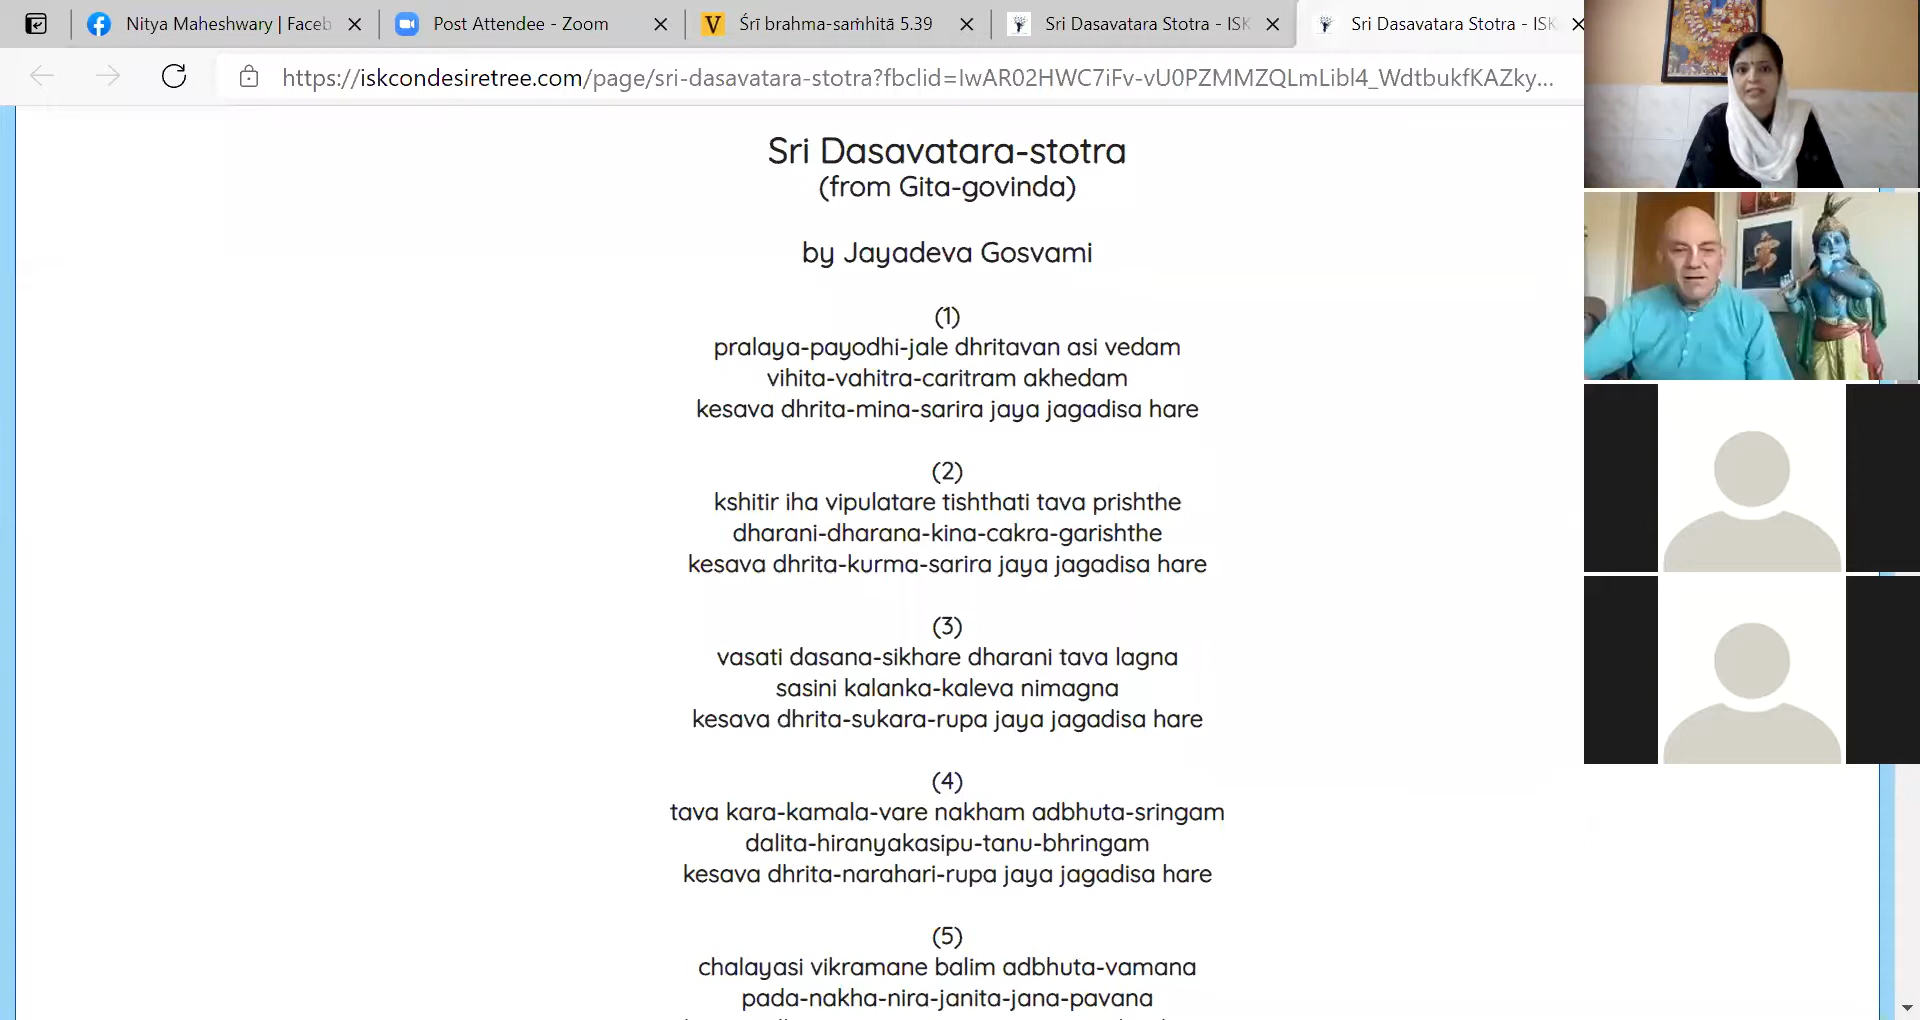 Nitya Maheshwary | Faceb
Post Attendee - Zoom
V
Śrī brahma-saṁhitā 5.39
Sri Dasavatara Stotra - ISK
Sri Dasavatara Stotra - ISK
https://iskcondesiretree.com/page/sri-dasavatara-stotra?fbclid=IwAR02HWC7iFv-vU0PZMMZQLmLibl4_WdtbukfKAZky...
Sri Dasavatara-stotra
(from Gita-govinda)
by Jayadeva Gosvami
(1)
pralaya-payodhi-jale dhritavan asi vedam
vihita-vahitra-caritram akhedam
kesava dhrita-mina-sarira jaya jagadisa hare
(2)
kshitir iha vipulatare tishthati tava prishthe
dharani-dharana-kina-cakra-garishthe
kesava dhrita-kurma-sarira jaya jagadisa hare
(3)
vasati dasana-sikhare dharani tava lagna
sasini kalanka-kaleva nimagna
kesava dhrita-sukara-rupa jaya jagadisa hare
(4)
tava kara-kamala-vare nakham adbhuta-sringam
dalita-hiranyakasipu-tanu-bhringam
kesava dhrita-narahari-rupa jaya jagadisa hare
(5)
chalayasi vikramane balim adbhuta-vamana
pada-nakha-nira-janita-jana-pavana